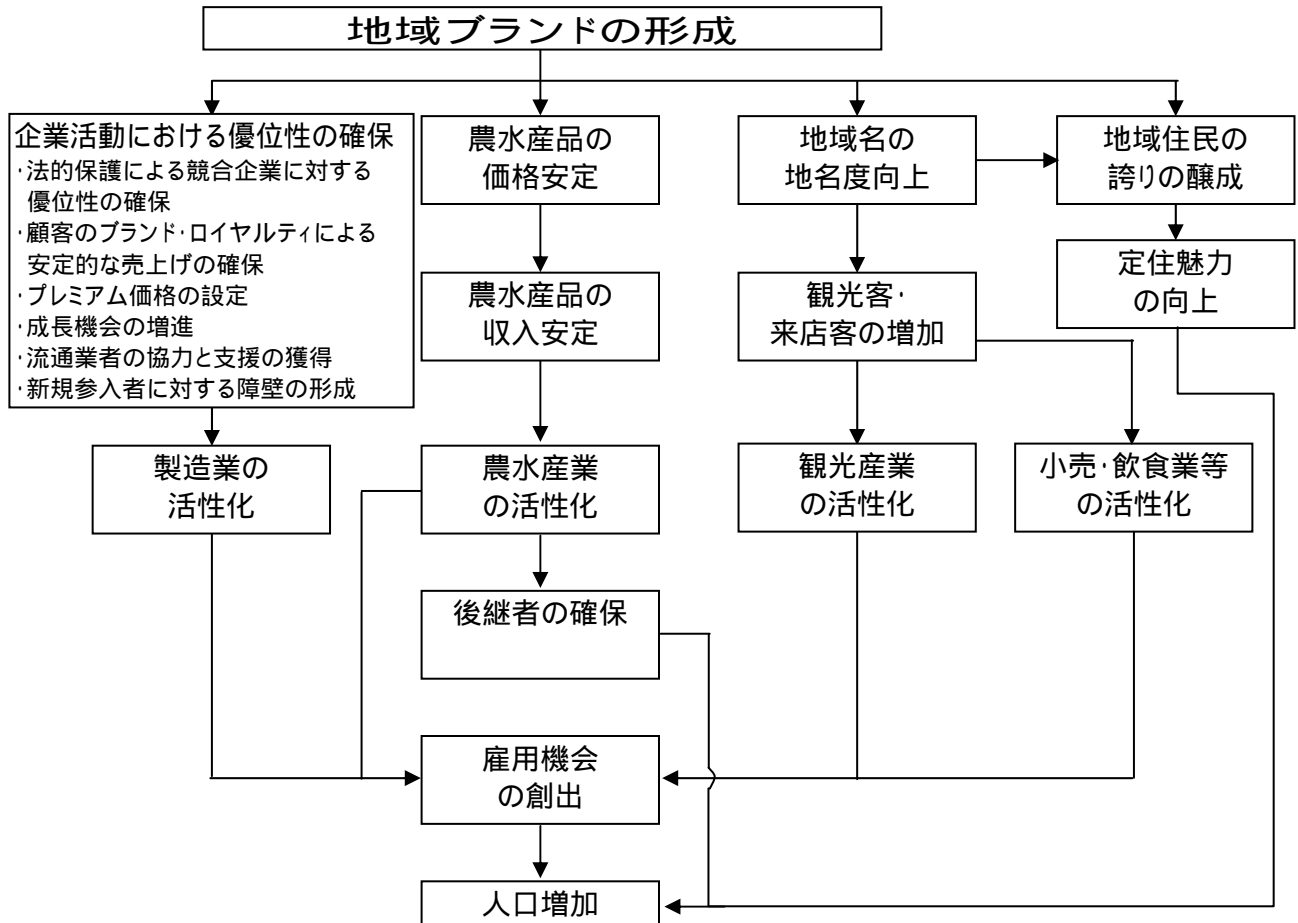 地域ブランドの形成
企業活動における優位性の確保
・法的保護による競合企業に対する
優位性の確保
・顧客のブランド・ロイヤルティによる
安定的な売上げの確保
・プレミアム価格の設定
・成長機会の増進
・流通業者の協力と支援の獲得
・新規参入者に対する障壁の形成
農水産品の
価格安定
地域名の
地名度向上
地域住民の
誇りの醸成
農水産品の
収入安定
観光客・
来店客の増加
定住魅力
の向上
製造業の
活性化
農水産業
の活性化
観光産業
の活性化
小売・飲食業等
の活性化
後継者の確保
雇用機会
の創出
人口増加